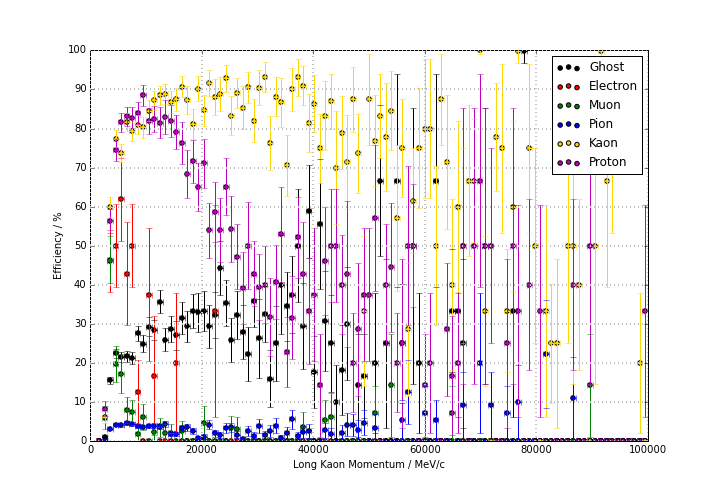 100
90
80
70
60
50
40
30
20
10
0
Efficiency / %
Ghost
Electron
Muon
Pion
Kaon
Proton
0 20000 40000 60000 80000 100000
Long Kaon Momentum / MeV/c